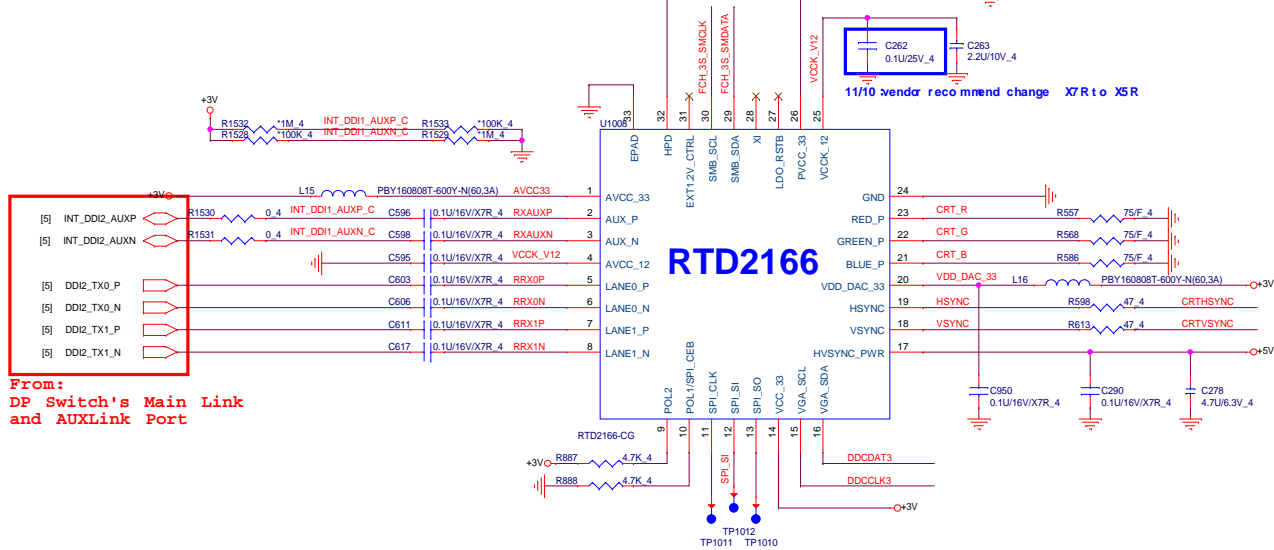 FCH_3S_SMCLK
FCH_3S_SMDATA
VCCK_V12
C262
0.1U/25V_4
C263
2.2U/10V_4
11/10 :vendor recommend change X7R to X5R
+3V
R1532 *1M_4 INT_DDI1_AUXP_C R1533 *100K_4
R1528 *100K_4 INT_DDI1_AUXN_C R1529 *1M_4
U1008
33 32 31 30 29 28 27 26 25
EPAD HPD EXT1.2V_CTRL SMB_SCL SMB_SDA XI LDO_RSTB PVCC_33 VCCK_12
+3V L15 PBY160808T-600Y-N(60,3A) AVCC33 1 AVCC_33
[5] INT_DDI2_AUXP R1530 0_4 INT_DDI1_AUXP_C C596 0.1U/16V/X7R_4 RXAUXP 2 AUX_P
[5] INT_DDI2_AUXN R1531 0_4 INT_DDI1_AUXN_C C598 0.1U/16V/X7R_4 RXAUXN 3 AUX_N
C595 0.1U/16V/X7R_4 VCCK_V12 4 AVCC_12
[5] DDI2_TX0_P C603 0.1U/16V/X7R_4 RRX0P 5 LANE0_P
[5] DDI2_TX0_N C606 0.1U/16V/X7R_4 RRX0N 6 LANE0_N
[5] DDI2_TX1_P C611 0.1U/16V/X7R_4 RRX1P 7 LANE1_P
[5] DDI2_TX1_N C617 0.1U/16V/X7R_4 RRX1N 8 LANE1_N
RTD2166
GND 24
RED_P 23 CRT_R R557 75/F_4
GREEN_P 22 CRT_G R568 75/F_4
BLUE_P 21 CRT_B R586 75/F_4
VDD_DAC_33 20 VDD_DAC_33 L16 PBY160808T-600Y-N(60,3A) +3V
HSYNC 19 HSYNC R598 47_4 CRTHSYNC
VSYNC 18 VSYNC R613 47_4 CRTVSYNC
HVSYNC_PWR 17 +5V
From:
DP Switch's Main Link
and AUXLink Port
C950
0.1U/16V/X7R_4
C290
0.1U/16V/X7R_4
C278
4.7U/6.3V_4
POL2 POL1/SPI_CEB SPI_CLK SPI_SI SPI_SO VCC_33 VGA_SCL VGA_SDA
9 10 11 12 13 14 15 16
RTD2166-CG
+3V R887 4.7K_4
R888 4.7K_4
SPI_SI
DDCDAT3
DDCCLK3
+3V
TP1012
TP1011 TP1010